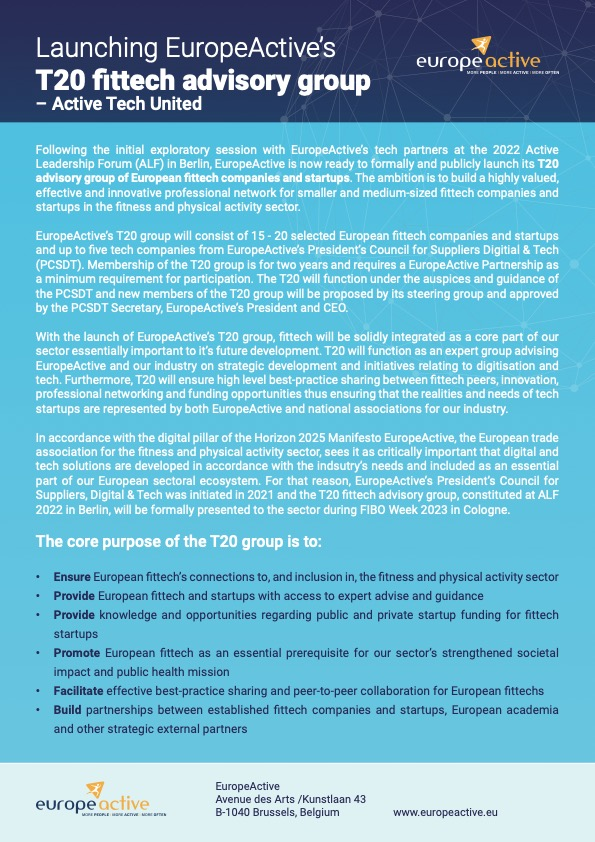 Launching EuropeActive's
T20 fittech advisory group
– Active Tech United
europeactive
MORE PEOPLE | MORE ACTIVE | MORE OFTEN
Following the initial exploratory session with EuropeActive's tech partners at the 2022 Active
Leadership Forum (ALF) in Berlin, EuropeActive is now ready to formally and publicly launch its T20
advisory group of European fittech companies and startups. The ambition is to build a highly valued,
effective and innovative professional network for smaller and medium-sized fittech companies and
startups in the fitness and physical activity sector.
EuropeActive's T20 group will consist of 15 - 20 selected European fittech companies and startups
and up to five tech companies from EuropeActive's President's Council for Suppliers Digitial & Tech
(PCSDT). Membership of the T20 group is for two years and requires a EuropeActive Partnership as
a minimum requirement for participation. The T20 will function under the auspices and guidance of
the PCSDT and new members of the T20 group will be proposed by its steering group and approved
by the PCSDT Secretary, EuropeActive's President and CEO.
With the launch of EuropeActive's T20 group, fittech will be solidly integrated as a core part of our
sector essentially important to it's future development. T20 will function as an expert group advising
EuropeActive and our industry on strategic development and initiatives relating to digitisation and
tech. Furthermore, T20 will ensure high level best-practice sharing between fittech peers, innovation,
professional networking and funding opportunities thus ensuring that the realities and needs of tech
startups are represented by both EuropeActive and national associations for our industry.
In accordance with the digital pillar of the Horizon 2025 Manifesto EuropeActive, the European trade
association for the fitness and physical activity sector, sees it as critically important that digital and
tech solutions are developed in accordance with the indsutry's needs and included as an essential
part of our European sectoral ecosystem. For that reason, EuropeActive's President's Council for
Suppliers, Digital & Tech was initiated in 2021 and the T20 fittech advisory group, constituted at ALF
2022 in Berlin, will be formally presented to the sector during FIBO Week 2023 in Cologne.
The core purpose of the T20 group is to:
• Ensure European fittech's connections to, and inclusion in, the fitness and physical activity sector
• Provide European fittech and startups with access to expert advise and guidance
• Provide knowledge and opportunities regarding public and private startup funding for fittech
startups
• Promote European fittech as an essential prerequisite for our sector's strengthened societal
impact and public health mission
• Facilitate effective best-practice sharing and peer-to-peer collaboration for European fittechs
• Build partnerships between established fittech companies and startups, European academia
and other strategic external partners
europeactive
MORE PEOPLE | MORE ACTIVE | MORE OFTEN
EuropeActive
Avenue des Arts /Kunstlaan 43
B-1040 Brussels, Belgium
www.europeactive.eu